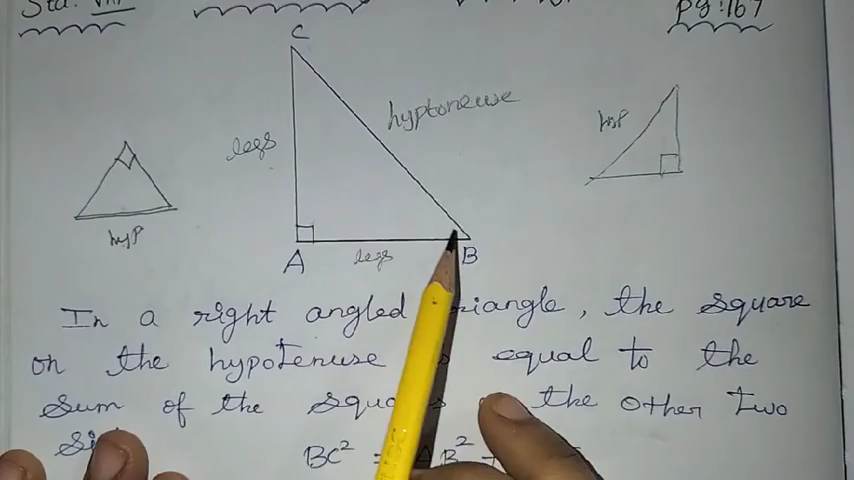 Std. VIII
pg:167
C
hyptoneuse
legs
hyp
hyp
A
legs
B
In a right angled triangle, the square
on the hypotenuse equal to the
sum of the the other two
BC² = AB² +